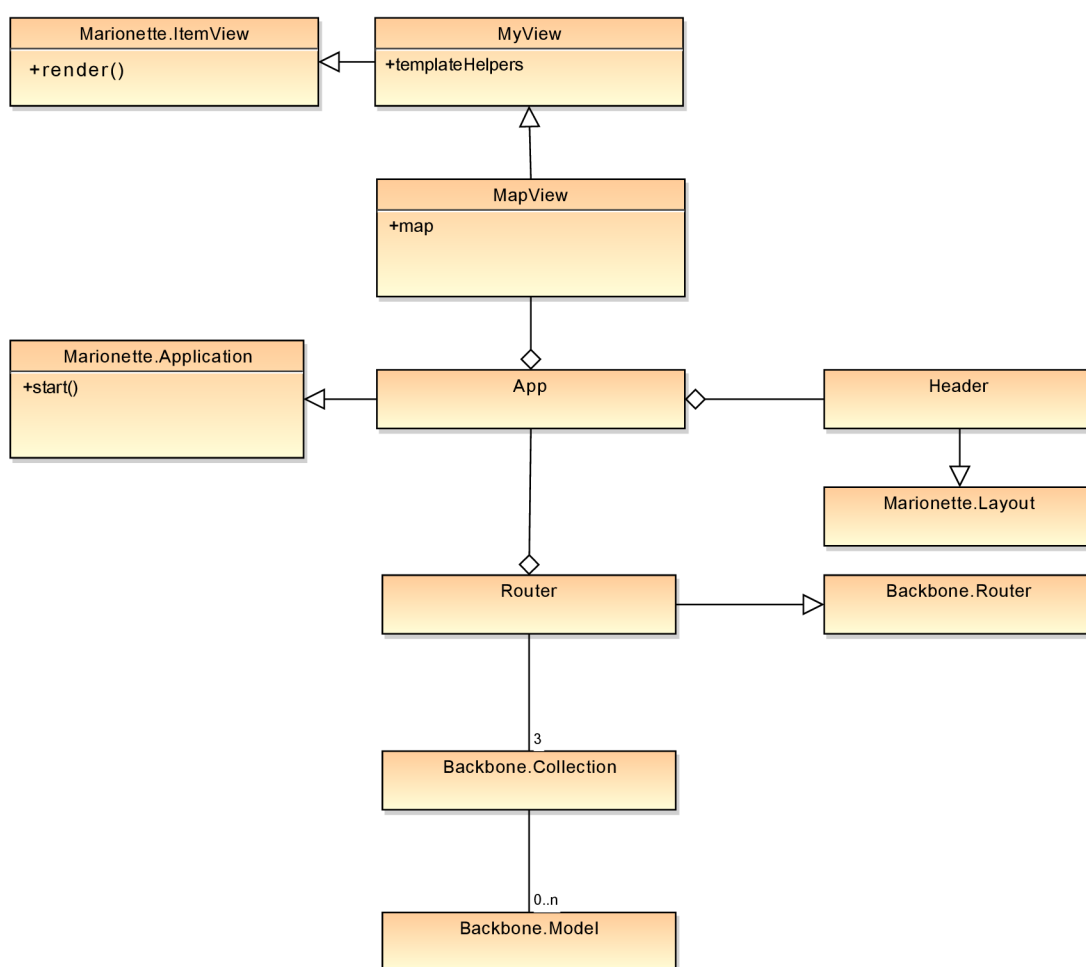 Marionette.ItemView
+render()
MyView
+templateHelpers
MapView
+map
Marionette.Application
+start()
App
Header
Marionette.Layout
Router
Backbone.Router
3
Backbone.Collection
0..n
Backbone.Model